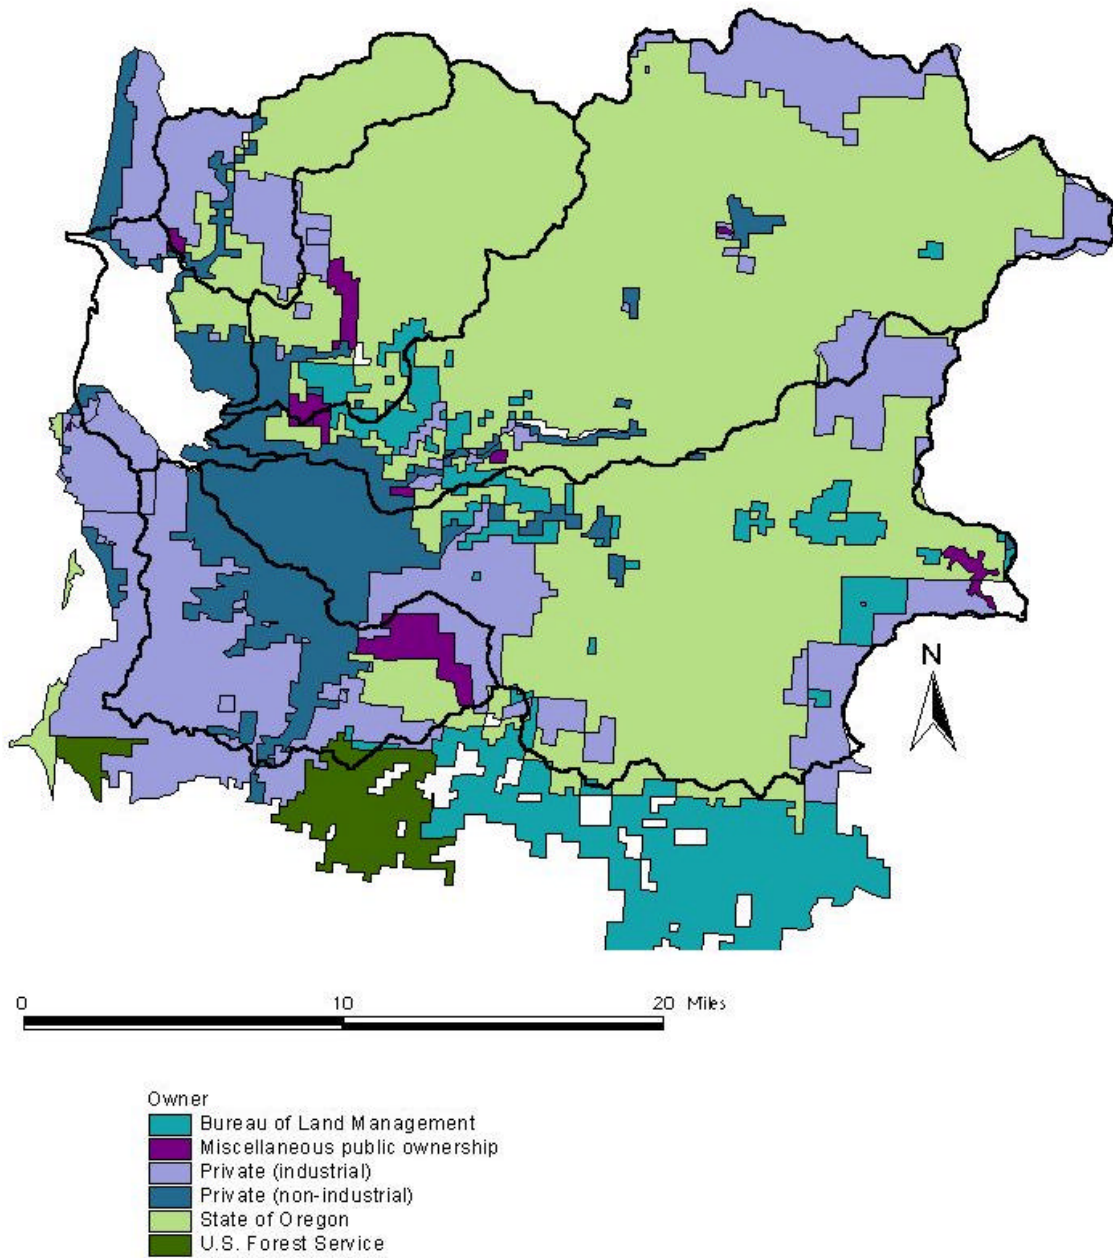 N
0 10 20 Miles
Owner
Bureau of Land Management
Miscellaneous public ownership
Private (industrial)
Private (non-industrial)
State of Oregon
U.S. Forest Service